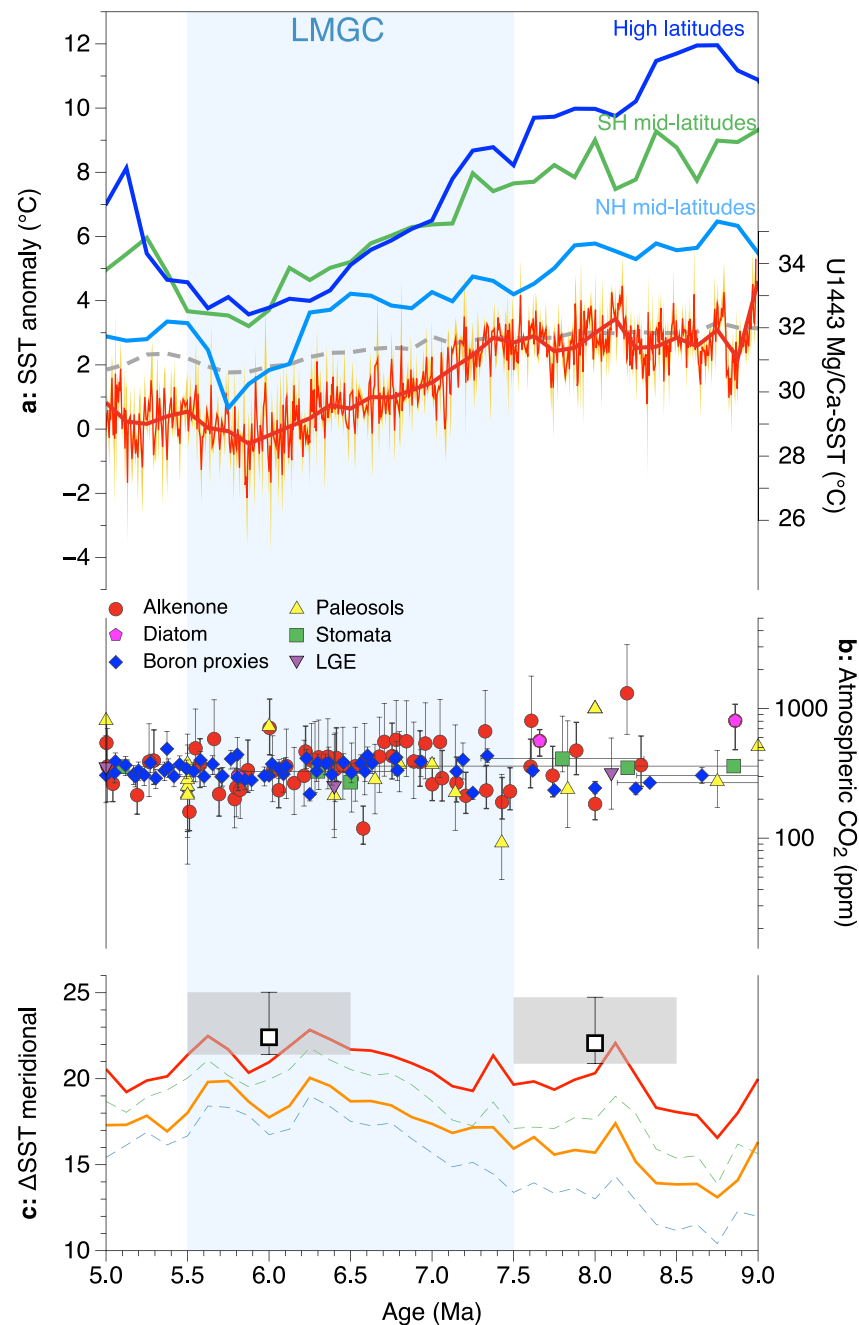 LMGC
High latitudes
SH mid-latitudes
NH mid-latitudes
12
10
8
6
4
2
0
−2
−4
a: SST anomaly (°C)
34
32
30
28
26
U1443 Mg/Ca-SST (°C)
Alkenone
Diatom
Boron proxies
Paleosols
Stomata
LGE
1000
100
b: Atmospheric CO2 (ppm)
25
20
15
10
c: ΔSST meridional
5.0 5.5 6.0 6.5 7.0 7.5 8.0 8.5 9.0
Age (Ma)